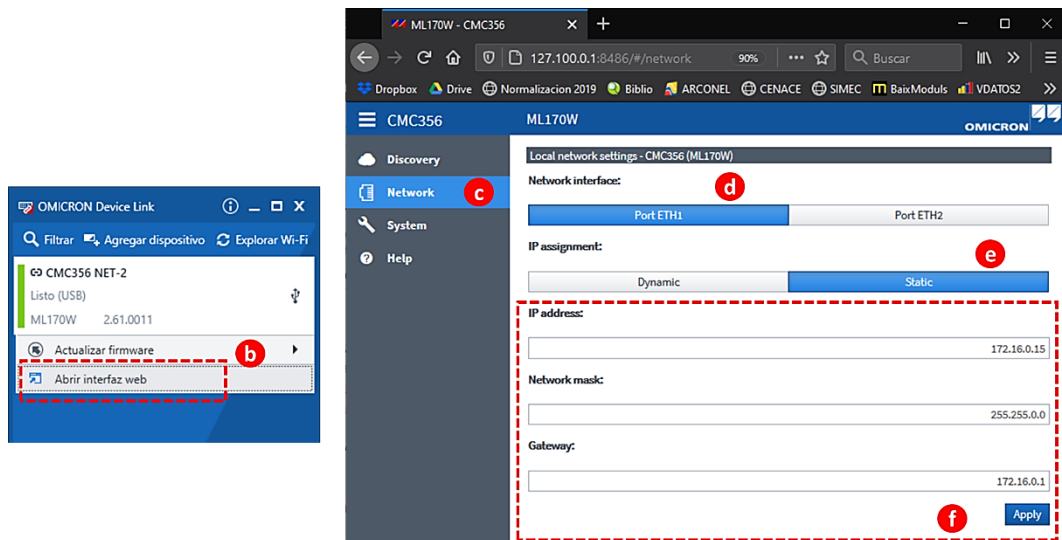 OMICRON Device Link
Filtrar Agregar dispositivo Explorar Wi-Fi
CMC356 NET-2
Listo (USB)
ML170W 2.61.0011
Actualizar firmware
b
Abrir interfaz web
ML170W - CMC356
127.100.0.1:8486/#/network 90% Buscar
Dropbox Drive Normalizacion 2019 Biblio ARCONEL CENACE SIMEC BaixModuls VDATOS2
CMC356 ML170W OMICRON
Discovery
Network
c
System
Help
Local network settings - CMC356 (ML170W)
Network interface:
d
Port ETH1 Port ETH2
IP assignment:
e
Dynamic Static
IP address:
172.16.0.15
Network mask:
255.255.0.0
Gateway:
172.16.0.1
f
Apply